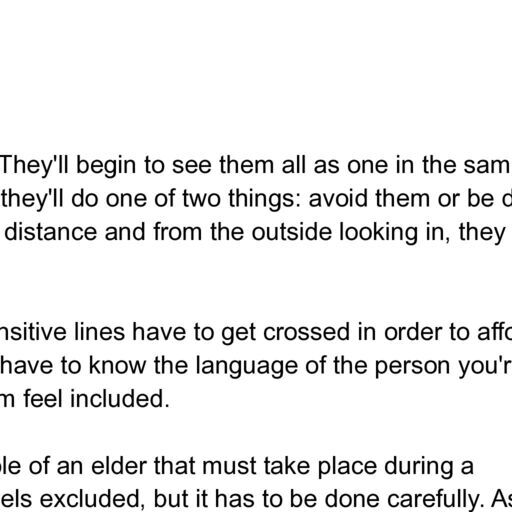 They'll begin to see them all as one in the sam
they'll do one of two things: avoid them or be d
distance and from the outside looking in, they
nsitive lines have to get crossed in order to affo
have to know the language of the person you'r
m feel included.
le of an elder that must take place during a
els excluded, but it has to be done carefully. As